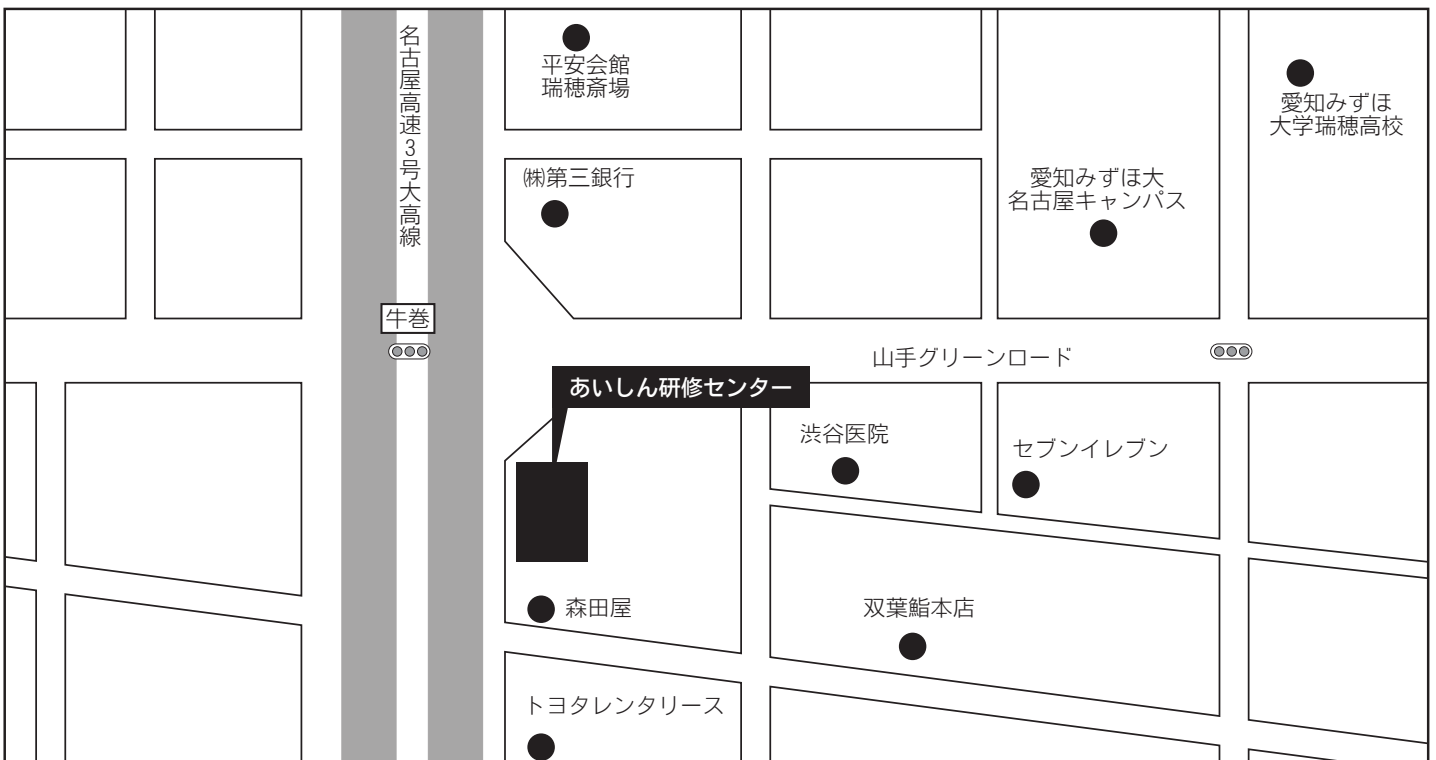 名古屋高速3号大高線
平安会館
瑞穂斎場
愛知みずほ
大学瑞穂高校
㈱第三銀行
愛知みずほ大
名古屋キャンパス
牛巻
山手グリーンロード
あいしん研修センター
渋谷医院
セブンイレブン
森田屋
双葉鮨本店
トヨタレンタリース